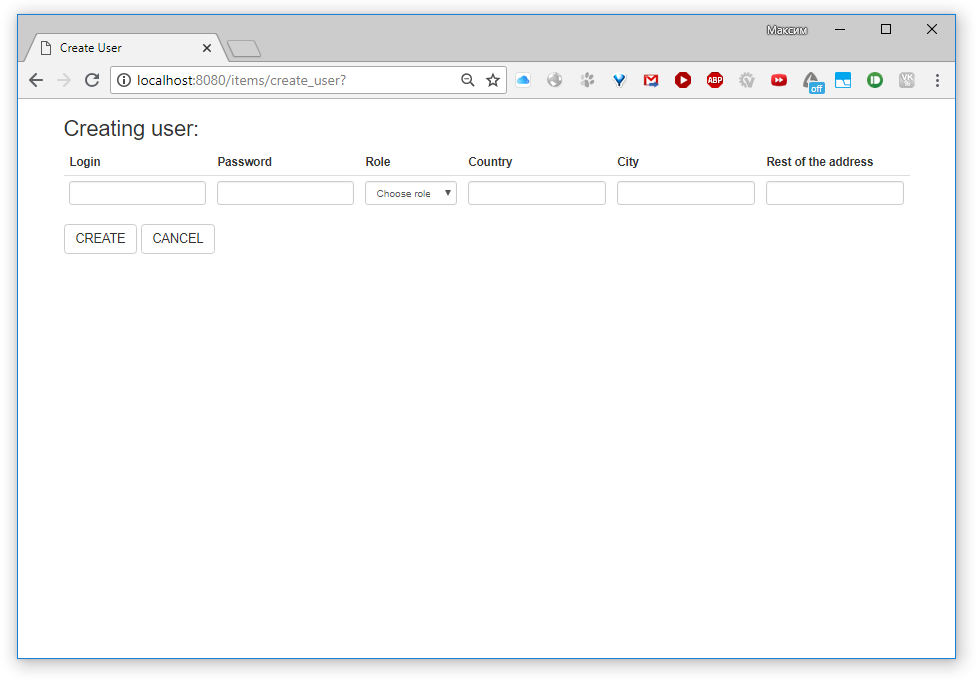 Максим
Create User
localhost:8080/items/create_user?
ABP
off
VK
Creating user:
Login Password Role Country City Rest of the address
Choose role
CREATE CANCEL